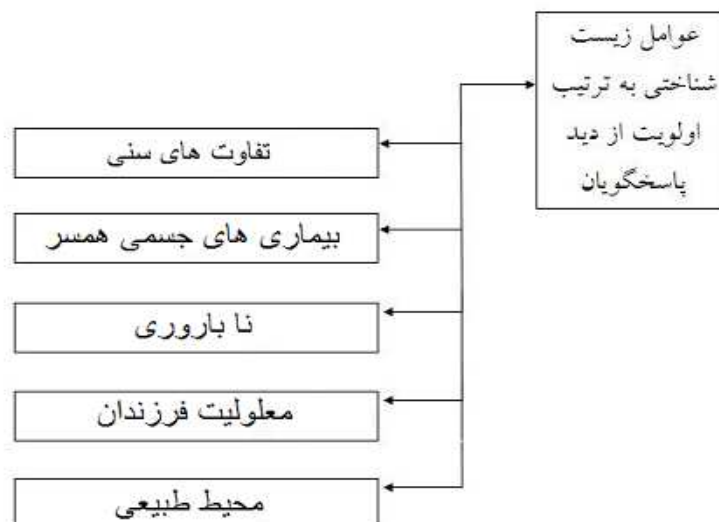 عوامل زیست
شناختی به ترتیب
اولویت از دید
پاسخگویان
تفاوت های سنی
بیماری های جسمی همسر
نا باروری
معلولیت فرزندان
محیط طبیعی